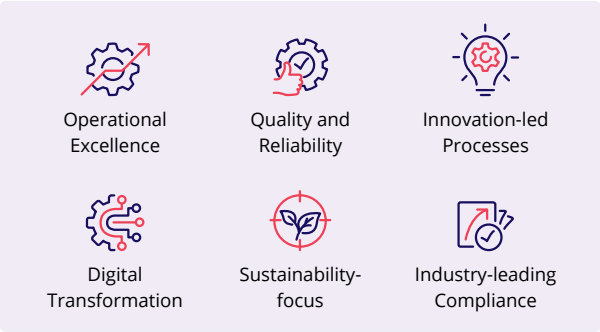 Operational
Excellence
Quality and
Reliability
Innovation-led
Processes
Digital
Transformation
Sustainability-
focus
Industry-leading
Compliance